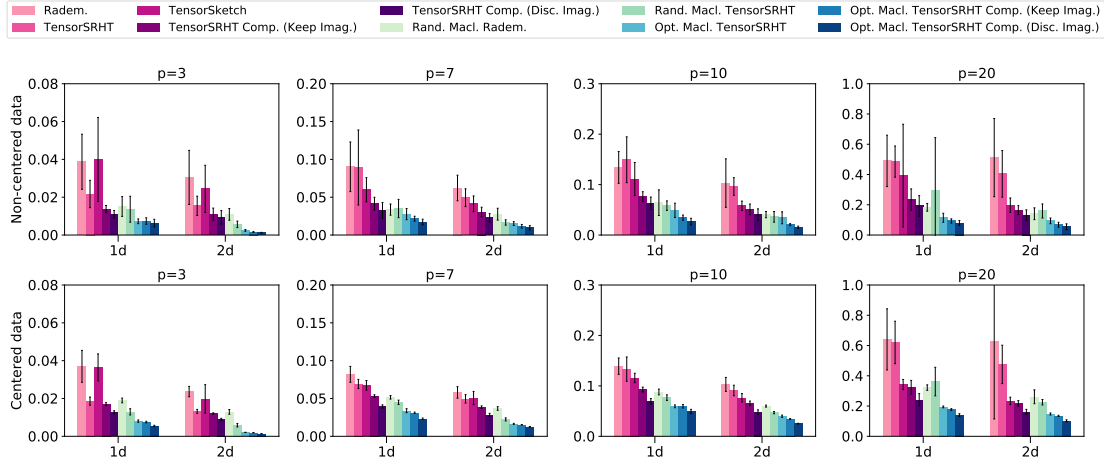 Radem. TensorSketch TensorSRHT Comp. (Disc. Imag.) Rand. Macl. TensorSRHT Opt. Macl. TensorSRHT Comp. (Keep Imag.)
TensorSRHT TensorSRHT Comp. (Keep Imag.) Rand. Macl. Radem. Opt. Macl. TensorSRHT Opt. Macl. TensorSRHT Comp. (Disc. Imag.)
p=3 p=7 p=10 p=20
Non-centered data
0.08 0.20 0.3 1.0
0.8
0.06 0.15
0.2 0.6
0.04 0.10
0.4
0.1
0.02 0.05
0.2
0.00 0.00 0.0 0.0
1d 2d 1d 2d 1d 2d 1d 2d
p=3 p=7 p=10 p=20
Centered data
0.08 0.20 0.3 1.0
0.8
0.06 0.15
0.2 0.6
0.04 0.10
0.4
0.1
0.02 0.05
0.2
0.00 0.00 0.0 0.0
1d 2d 1d 2d 1d 2d 1d 2d